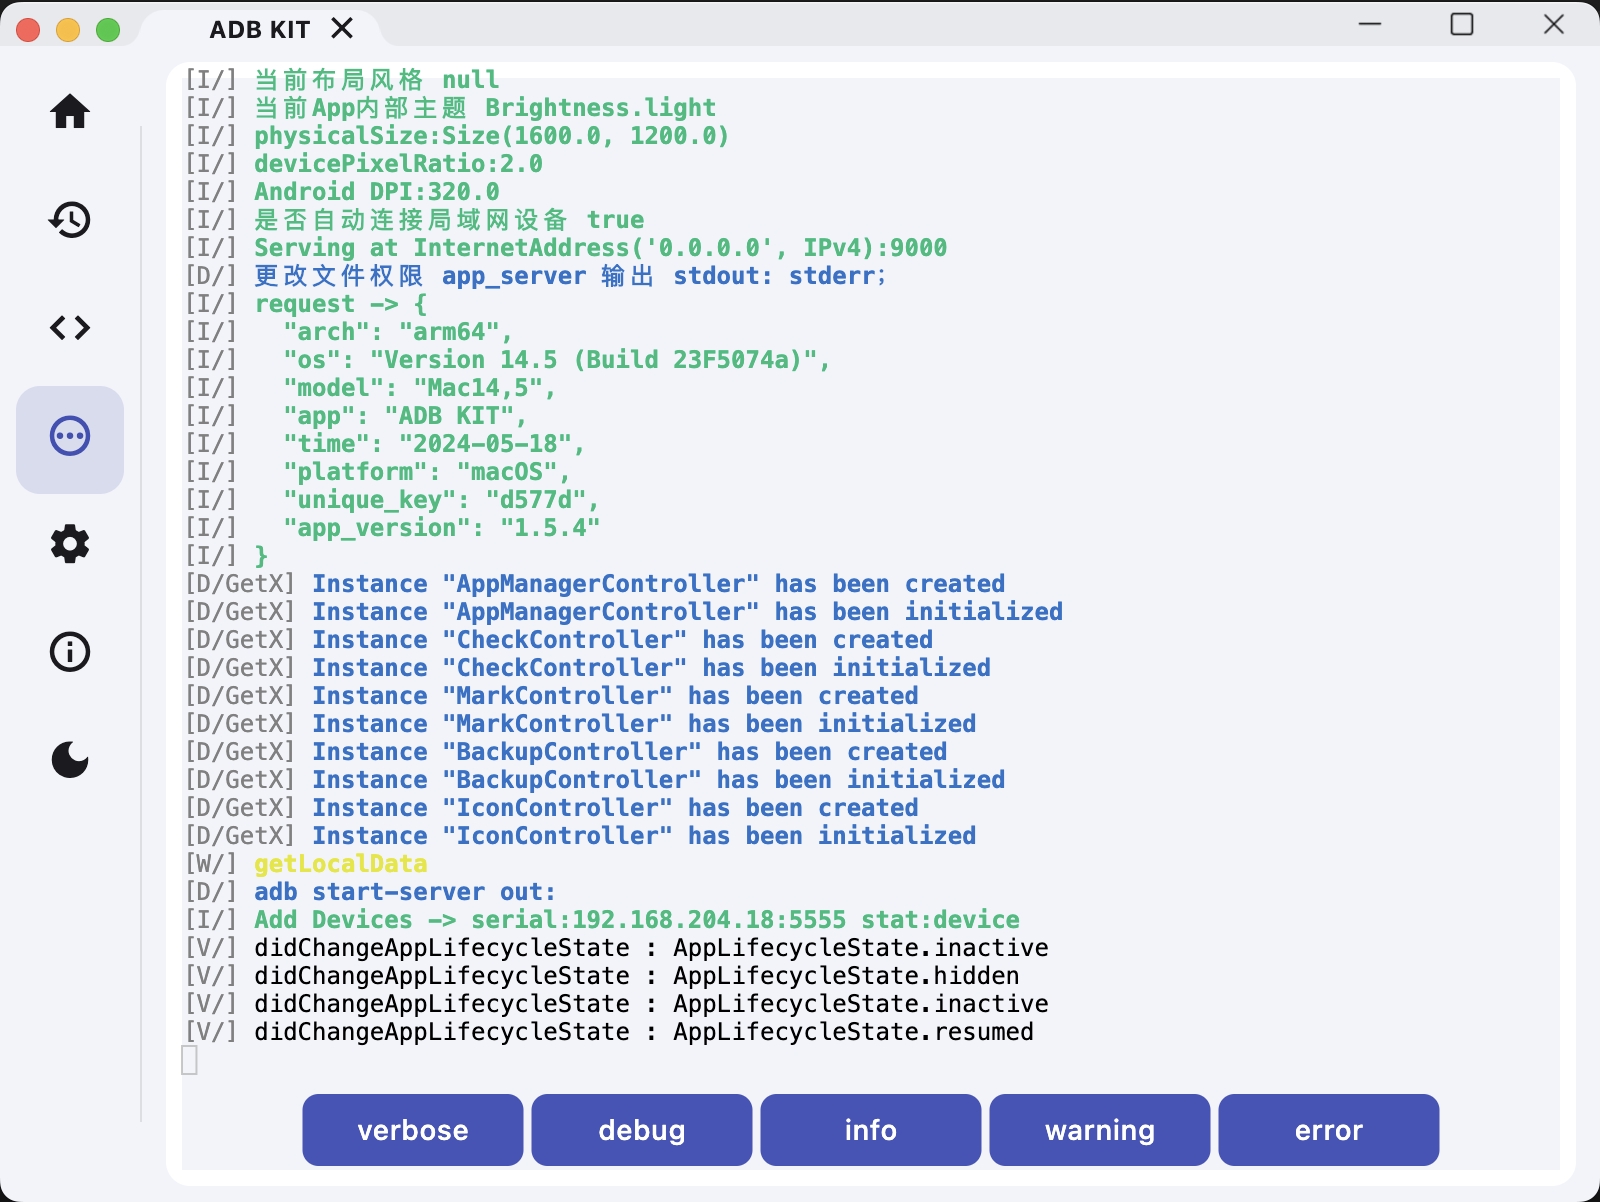 ADB KIT
[I/] 当前布局风格 null
[I/] 当前App内部主题 Brightness.light
[I/] physicalSize:Size(1600.0, 1200.0)
[I/] devicePixelRatio:2.0
[I/] Android DPI:320.0
[I/] 是否自动连接局域网设备 true
[I/] Serving at InternetAddress('0.0.0.0', IPv4):9000
[D/] 更改文件权限 app_server 输出 stdout: stderr;
[I/] request -> {
[I/]   "arch": "arm64",
[I/]   "os": "Version 14.5 (Build 23F5074a)",
[I/]   "model": "Mac14,5",
[I/]   "app": "ADB KIT",
[I/]   "time": "2024-05-18",
[I/]   "platform": "macOS",
[I/]   "unique_key": "d577d",
[I/]   "app_version": "1.5.4"
[I/] }
[D/GetX] Instance "AppManagerController" has been created
[D/GetX] Instance "AppManagerController" has been initialized
[D/GetX] Instance "CheckController" has been created
[D/GetX] Instance "CheckController" has been initialized
[D/GetX] Instance "MarkController" has been created
[D/GetX] Instance "MarkController" has been initialized
[D/GetX] Instance "BackupController" has been created
[D/GetX] Instance "BackupController" has been initialized
[D/GetX] Instance "IconController" has been created
[D/GetX] Instance "IconController" has been initialized
[W/] getLocalData
[D/] adb start-server out:
[I/] Add Devices -> serial:192.168.204.18:5555 stat:device
[V/] didChangeAppLifecycleState : AppLifecycleState.inactive
[V/] didChangeAppLifecycleState : AppLifecycleState.hidden
[V/] didChangeAppLifecycleState : AppLifecycleState.inactive
[V/] didChangeAppLifecycleState : AppLifecycleState.resumed
verbose debug info warning error